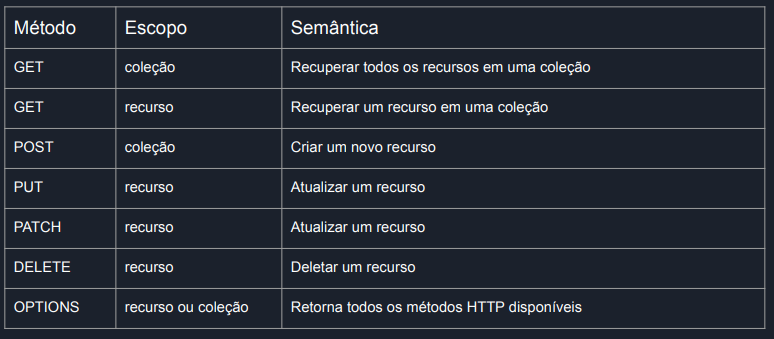 Método Escopo Semântica
GET coleção Recuperar todos os recursos em uma coleção
GET recurso Recuperar um recurso em uma coleção
POST coleção Criar um novo recurso
PUT recurso Atualizar um recurso
PATCH recurso Atualizar um recurso
DELETE recurso Deletar um recurso
OPTIONS recurso ou coleção Retorna todos os métodos HTTP disponíveis